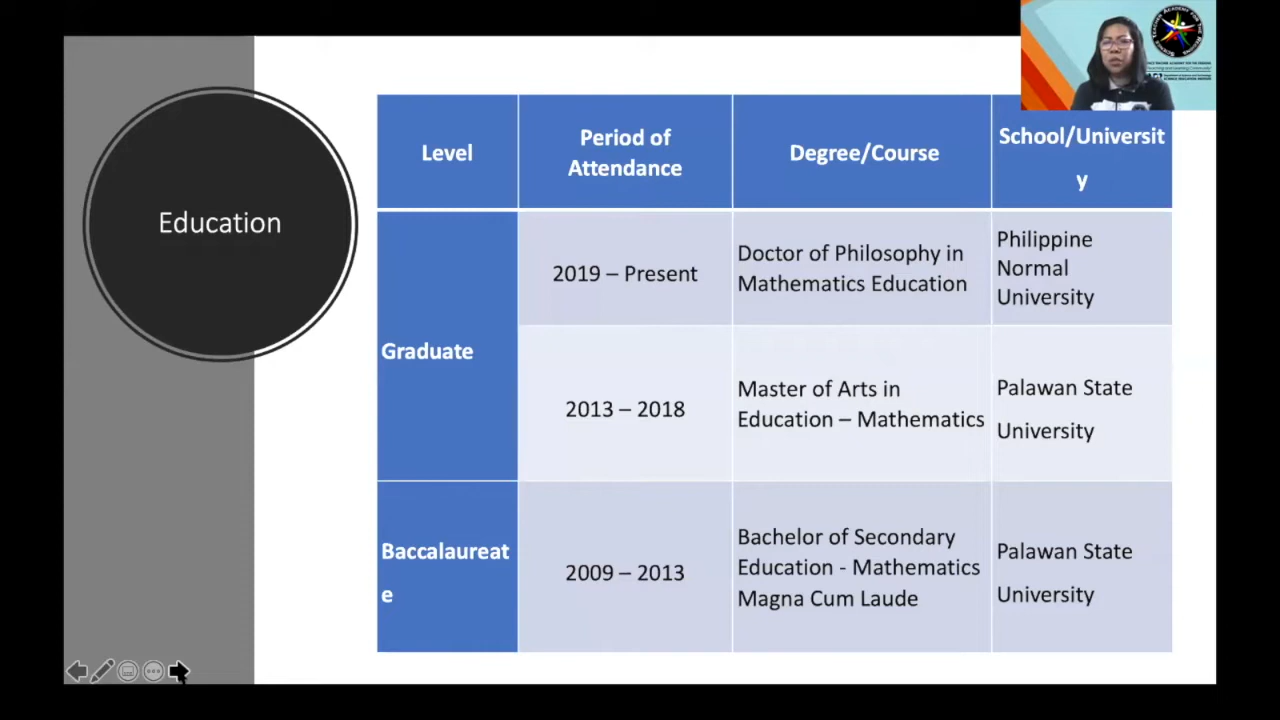 Education
Level
Period of
Attendance
Degree/Course
School/Universit
y
Graduate
2019 – Present
Doctor of Philosophy in
Mathematics Education
Philippine
Normal
University
2013 – 2018
Master of Arts in
Education – Mathematics
Palawan State
University
Baccalaureat
e
2009 – 2013
Bachelor of Secondary
Education - Mathematics
Magna Cum Laude
Palawan State
University